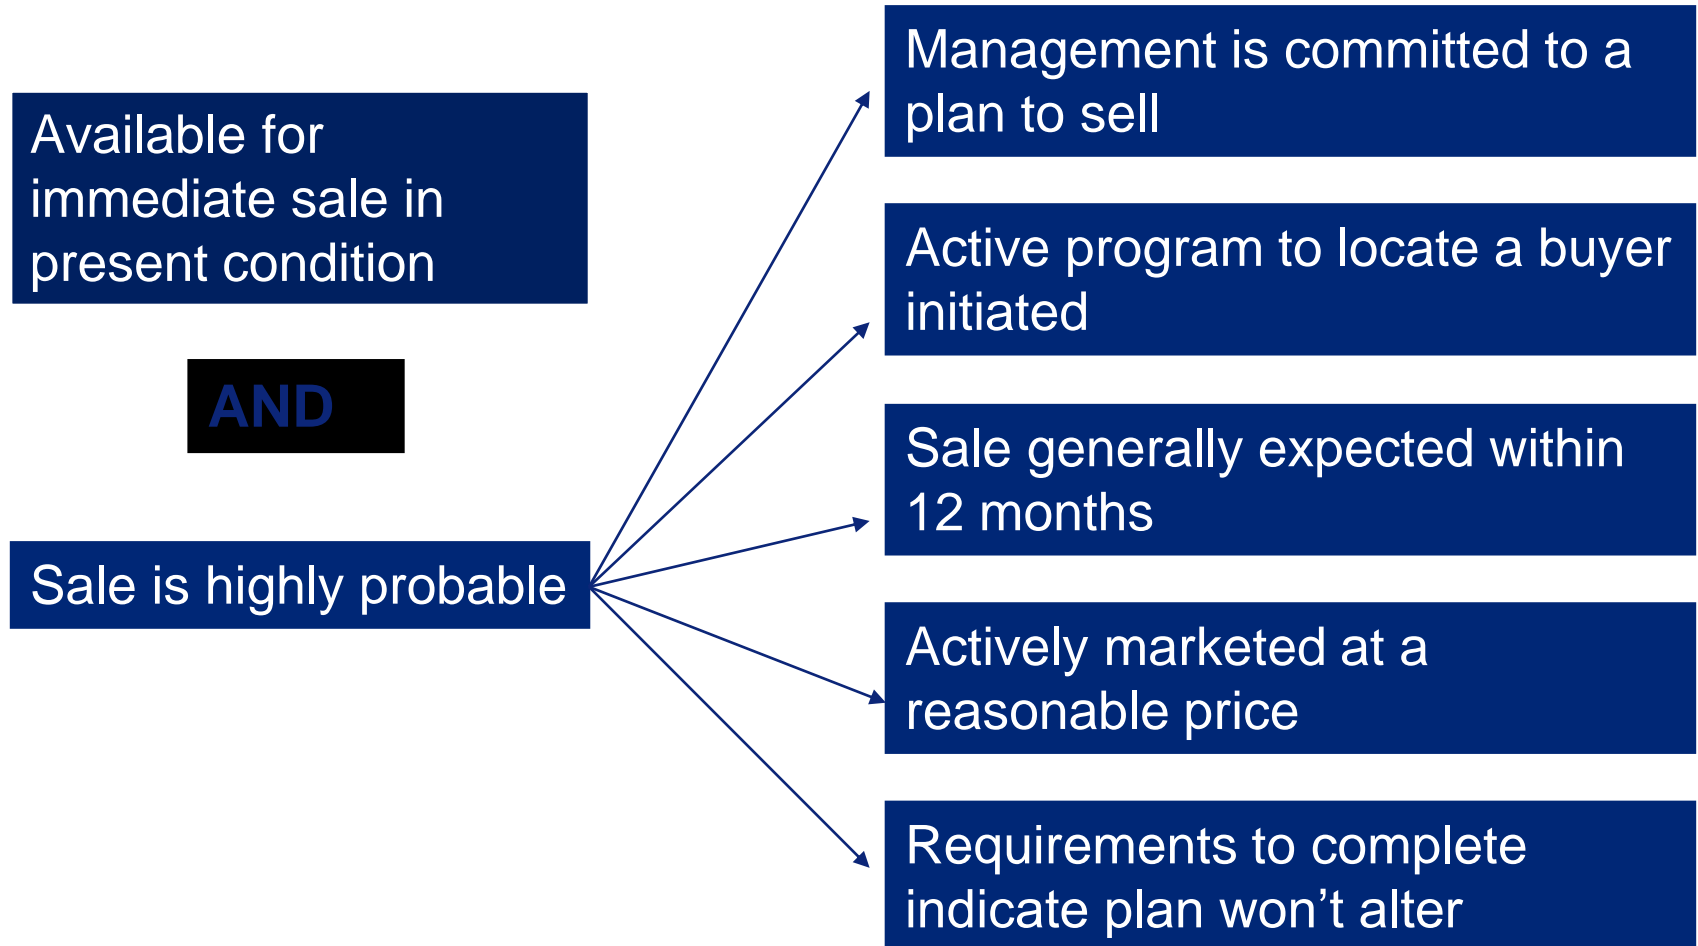 Available for
immediate sale in
present condition
AND
Sale is highly probable
Management is committed to a
plan to sell
Active program to locate a buyer
initiated
Sale generally expected within
12 months
Actively marketed at a
reasonable price
Requirements to complete
indicate plan won’t alter